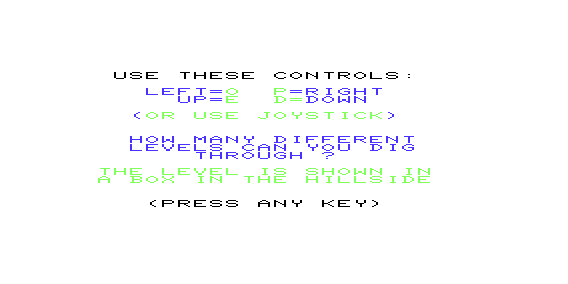 USE THESE CONTROLS:
LEFT=O P=RIGHT
UP=E D=DOWN
(OR USE JOYSTICK)
HOW MANY DIFFERENT
LEVELS CAN YOU DIG
THROUGH ?
THE LEVEL IS SHOWN IN
A BOX IN THE HILLSIDE
(PRESS ANY KEY)